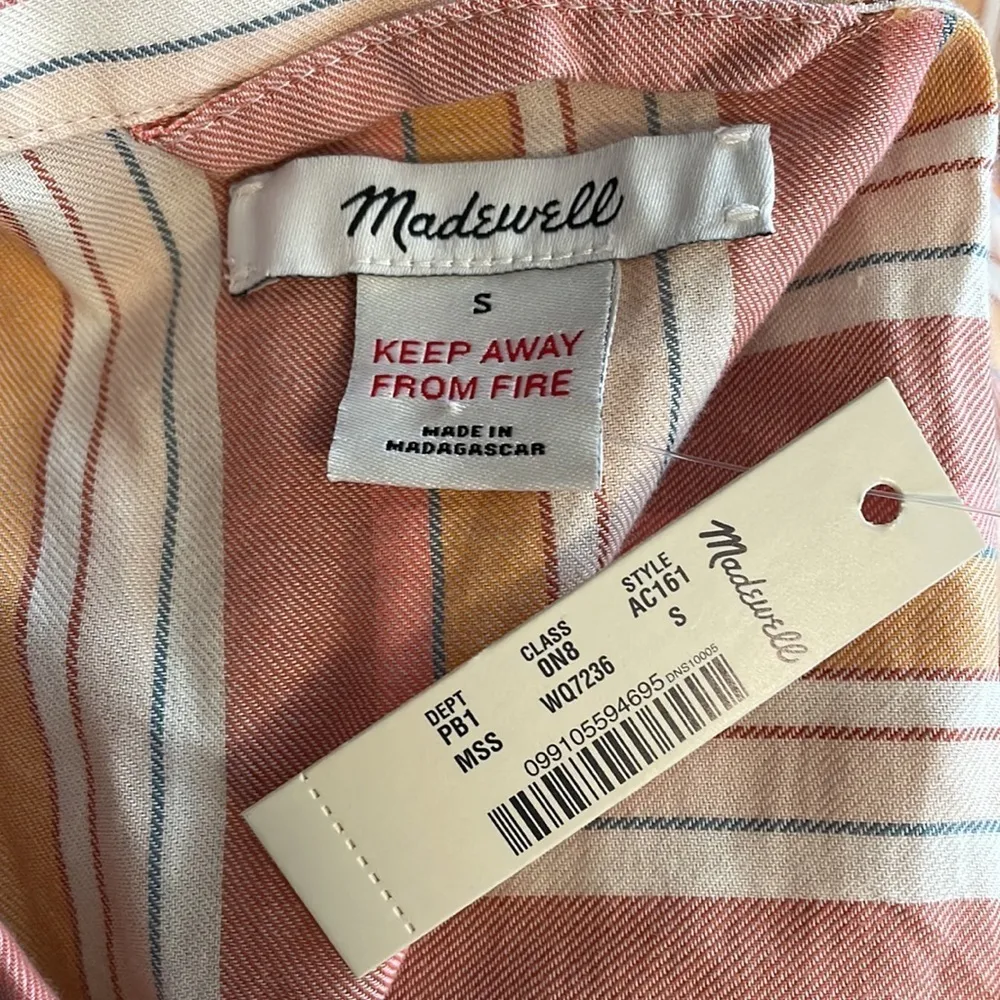 Madewell
S
KEEP AWAY
FROM FIRE
MADE IN
MADAGASCAR
Madewell
STYLE
AC161
S
CLASS
0N8
WQ7236
DEPT
PB1
MSS
099105594695 DNS10005